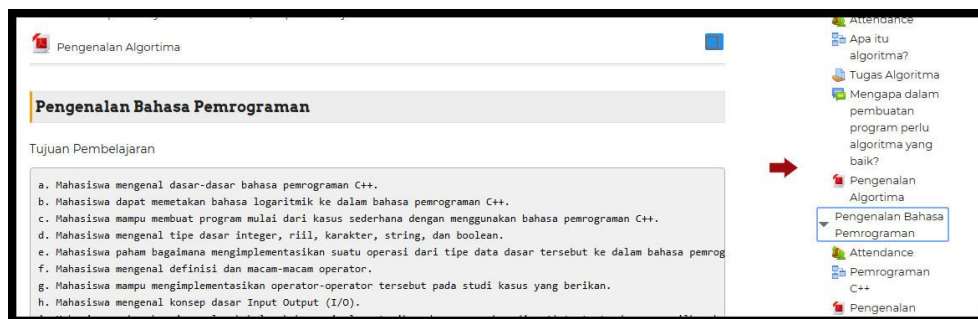 Pengenalan Algortima
Pengenalan Bahasa Pemrograman
Tujuan Pembelajaran
a. Mahasiswa mengenal dasar-dasar bahasa pemrograman C++.
b. Mahasiswa dapat memetakan bahasa logaritmik ke dalam bahasa pemrograman C++.
c. Mahasiswa mampu membuat program mulai dari kasus sederhana dengan menggunakan bahasa pemrograman C++.
d. Mahasiswa mengenal tipe dasar integer, riil, karakter, string, dan boolean.
e. Mahasiswa paham bagaimana mengimplementasikan suatu operasi dari tipe data dasar tersebut ke dalam bahasa pemrog
f. Mahasiswa mengenal definisi dan macam-macam operator.
g. Mahasiswa mampu mengimplementasikan operator-operator tersebut pada studi kasus yang berikan.
h. Mahasiswa mengenal konsep dasar Input Output (I/O).
Attendance
Apa itu
algoritma?
Tugas Algoritma
Mengapa dalam
pembuatan
program perlu
algoritma yang
baik?
Pengenalan
Algortima
Pengenalan Bahasa
Pemrograman
Attendance
Pemrograman
C++
Pengenalan